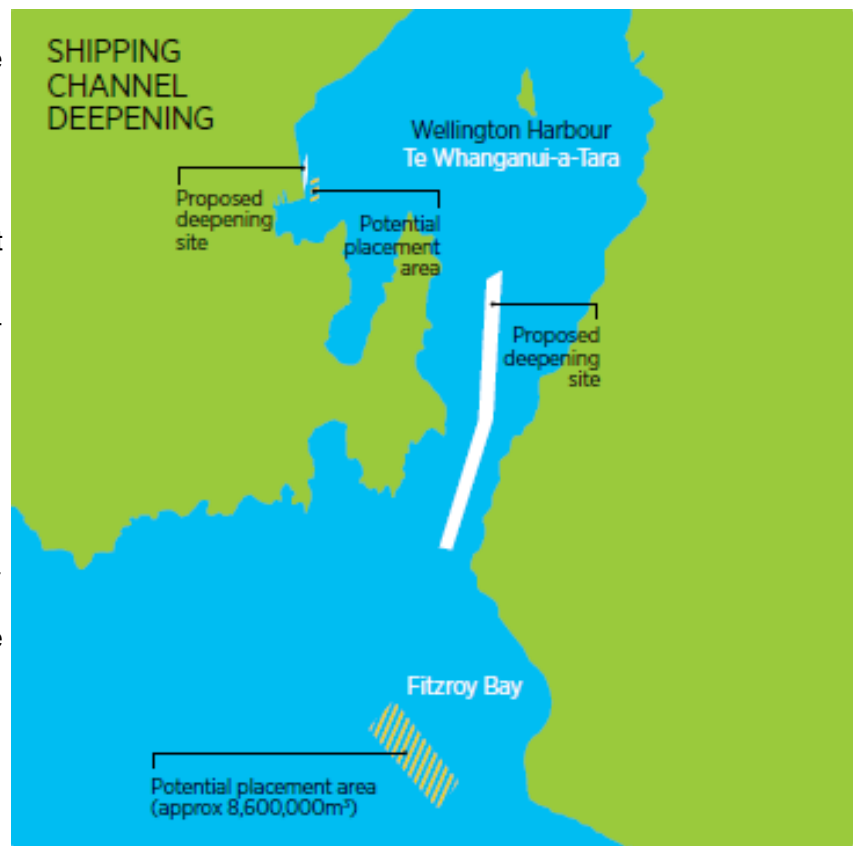 SHIPPING
CHANNEL
DEEPENING
Wellington Harbour
Te Whanganui-a-Tara
Proposed
deepening
site
Potential
placement
area
Proposed
deepening
site
Fitzroy Bay
Potential placement area
(approx 8,600,000m³)